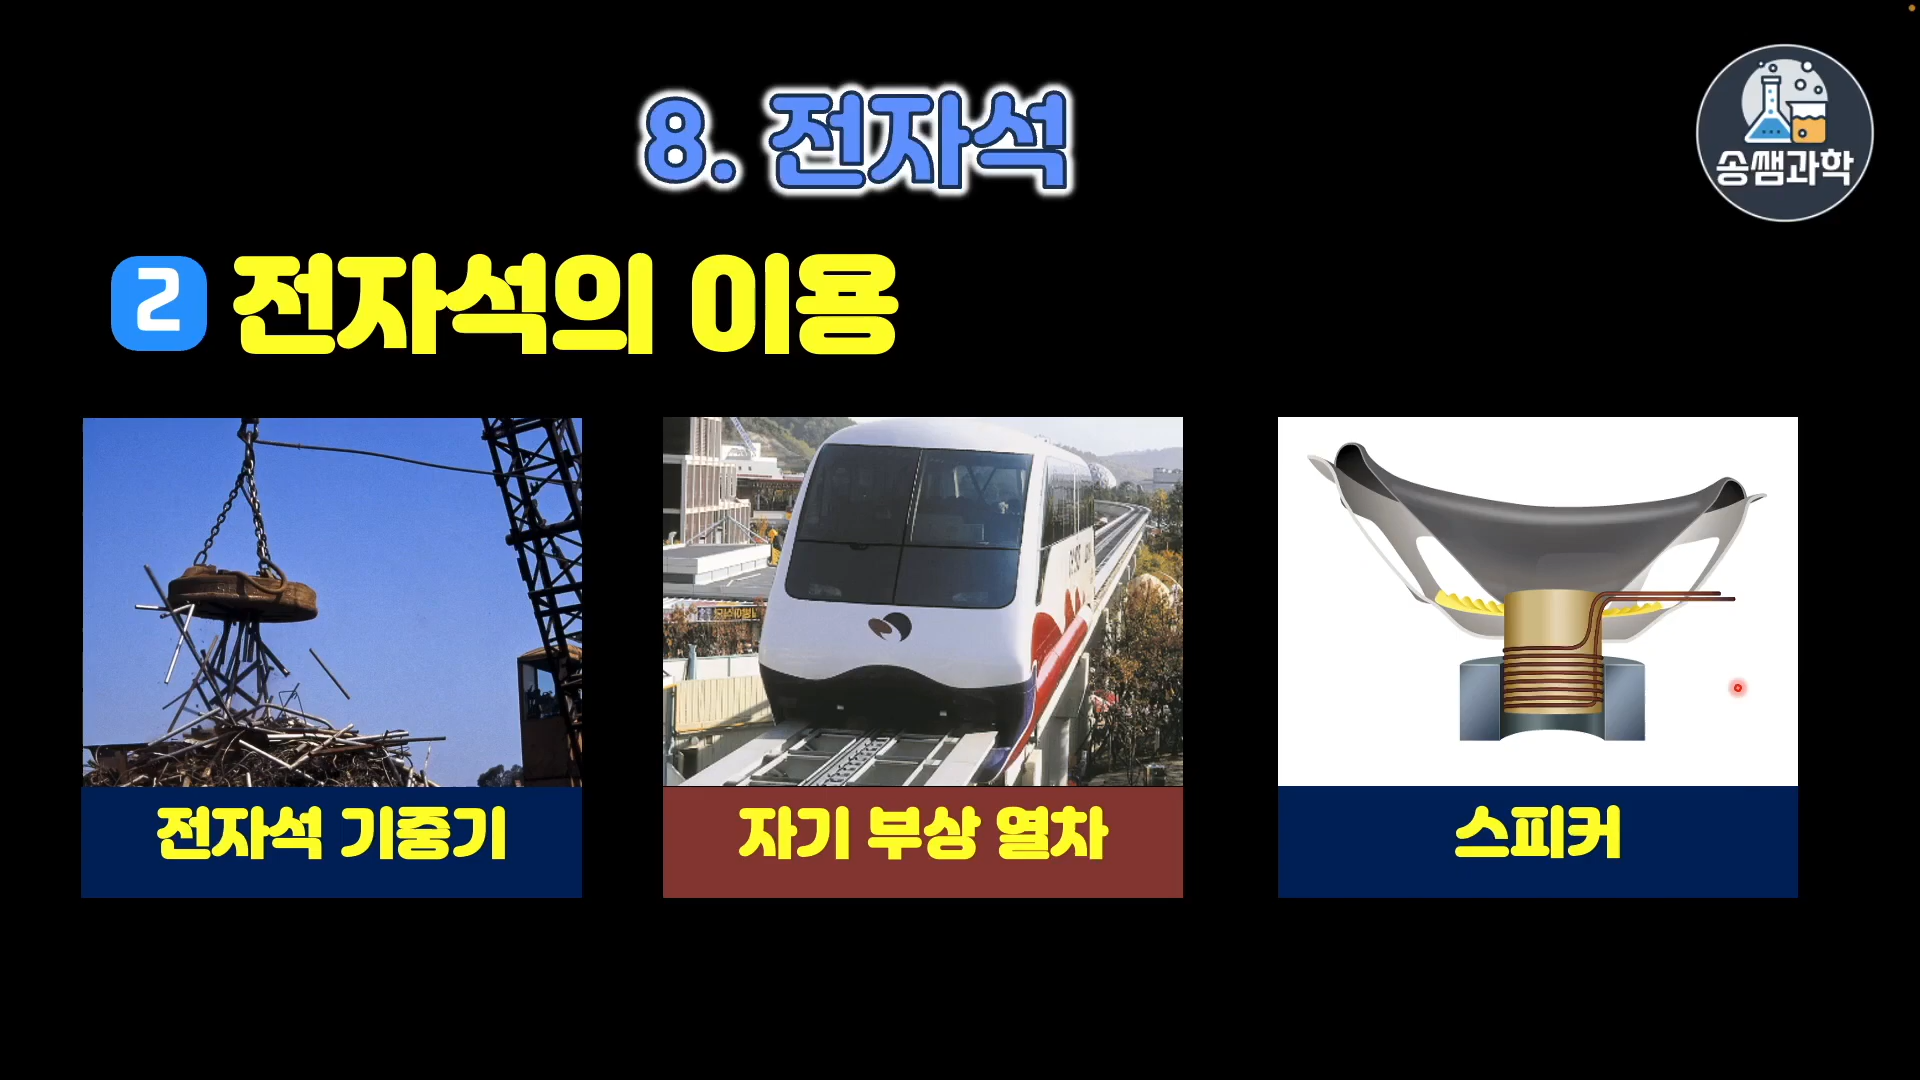 8. 전자석
송쌤과학
2 전자석의 이용
전자석 기중기
자기 부상 열차
스피커